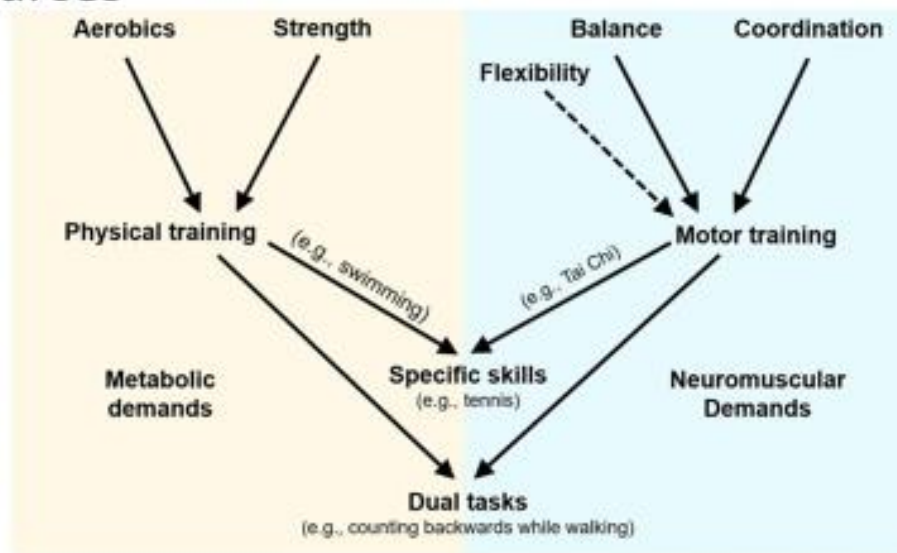 Aerobics
Strength
Balance
Coordination
Flexibility
Physical training
Motor training
(e.g., swimming)
(e.g., Tai Chi)
Specific skills
(e.g., tennis)
Metabolic
demands
Neuromuscular
Demands
Dual tasks
(e.g., counting backwards while walking)